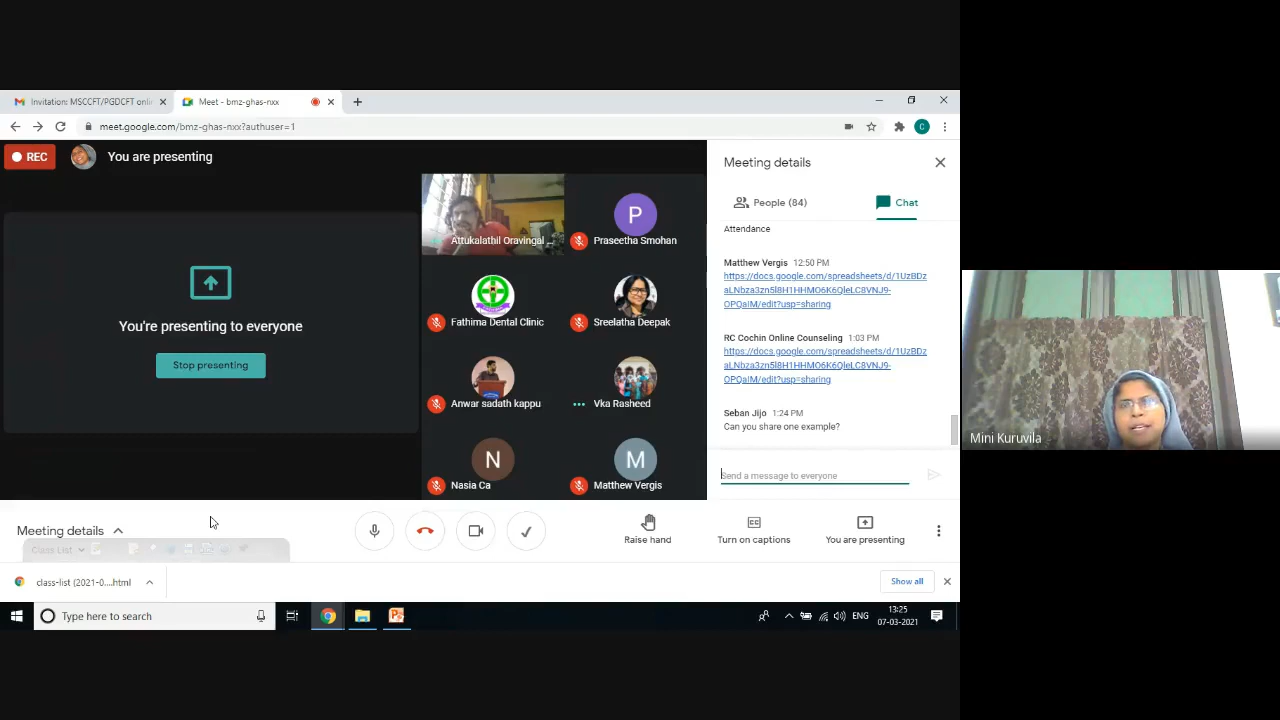 Invitation: MSCCFT/PGDCFT onli
Meet - bmz-ghas-nxx
meet.google.com/bmz-ghas-nxx?authuser=1
C
REC
You are presenting
You're presenting to everyone
Stop presenting
Attukalathil Oravingal ...
P
Praseetha Smohan
Fathima Dental Clinic
Sreelatha Deepak
Anwar sadath kappu
Vka Rasheed
N
Nasia Ca
M
Matthew Vergis
Meeting details
People (84)
Chat
Attendance
Matthew Vergis 12:50 PM
https://docs.google.com/spreadsheets/d/1UzBDz
aLNbza3zn5l8H1HHMO6K6QleLC8VNJ9-
OPQaIM/edit?usp=sharing
RC Cochin Online Counseling 1:03 PM
https://docs.google.com/spreadsheets/d/1UzBDz
aLNbza3zn5l8H1HHMO6K6QleLC8VNJ9-
OPQaIM/edit?usp=sharing
Seban Jijo 1:24 PM
Can you share one example?
Send a message to everyone
Mini Kuruvila
Meeting details
Raise hand
Turn on captions
You are presenting
Class List
class-list (2021-0....html
Show all
Type here to search
ENG
13:25
07-03-2021